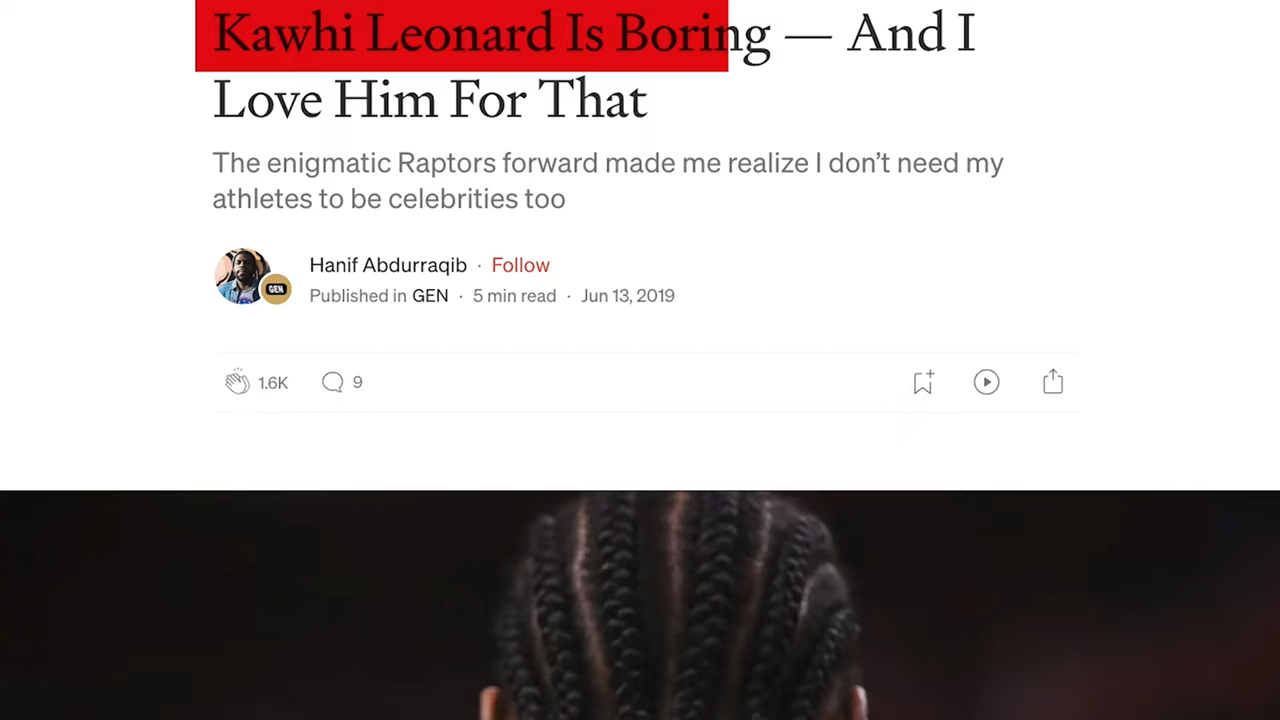 Kawhi Leonard Is Boring — And I
Love Him For That
The enigmatic Raptors forward made me realize I don’t need my
athletes to be celebrities too
Hanif Abdurraqib · Follow
GEN
Published in GEN · 5 min read · Jun 13, 2019
1.6K 9